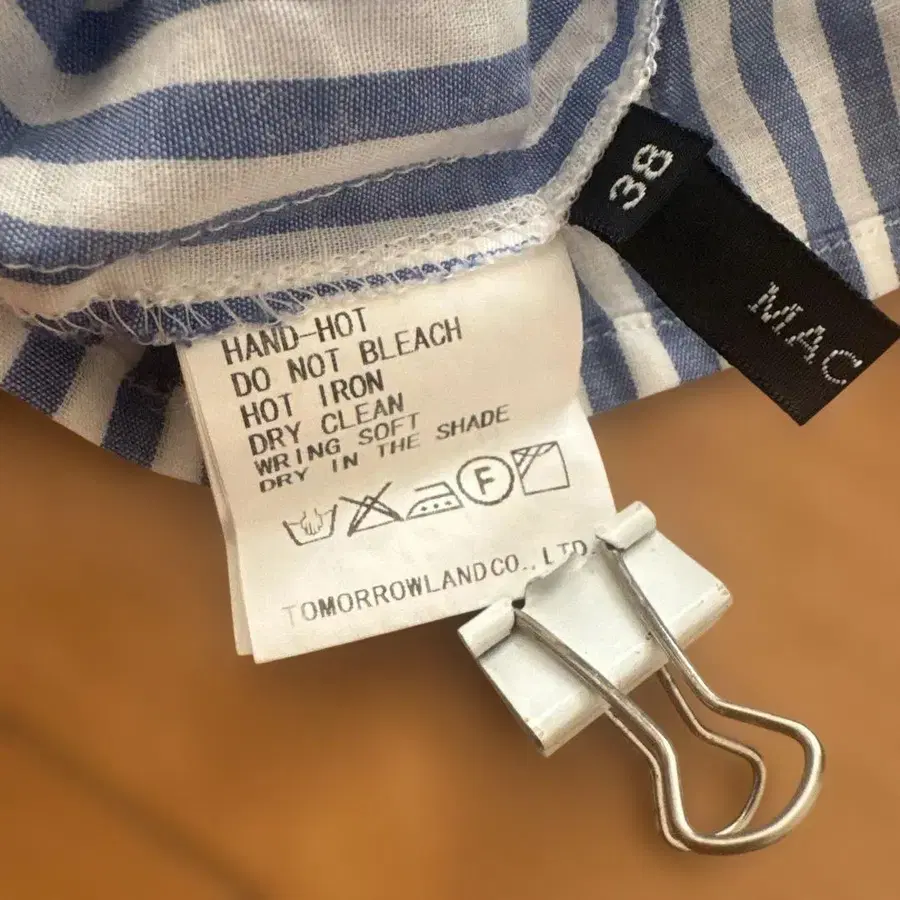 38
MAC
HAND-HOT
DO NOT BLEACH
HOT IRON
DRY CLEAN
WRING SOFT
DRY IN THE SHADE
F
TOMORROWLAND CO., LTD.